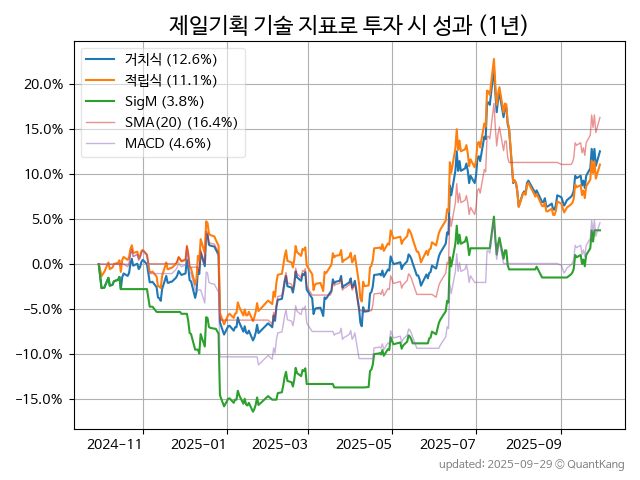 제일기획 기술 지표로 투자 시 성과 (1년)
거치식 (12.6%)
적립식 (11.1%)
SigM (3.8%)
SMA(20) (16.4%)
MACD (4.6%)
20.0%
15.0%
10.0%
5.0%
0.0%
−5.0%
−10.0%
−15.0%
2024-11
2025-01
2025-03
2025-05
2025-07
2025-09
updated: 2025-09-29 © QuantKang